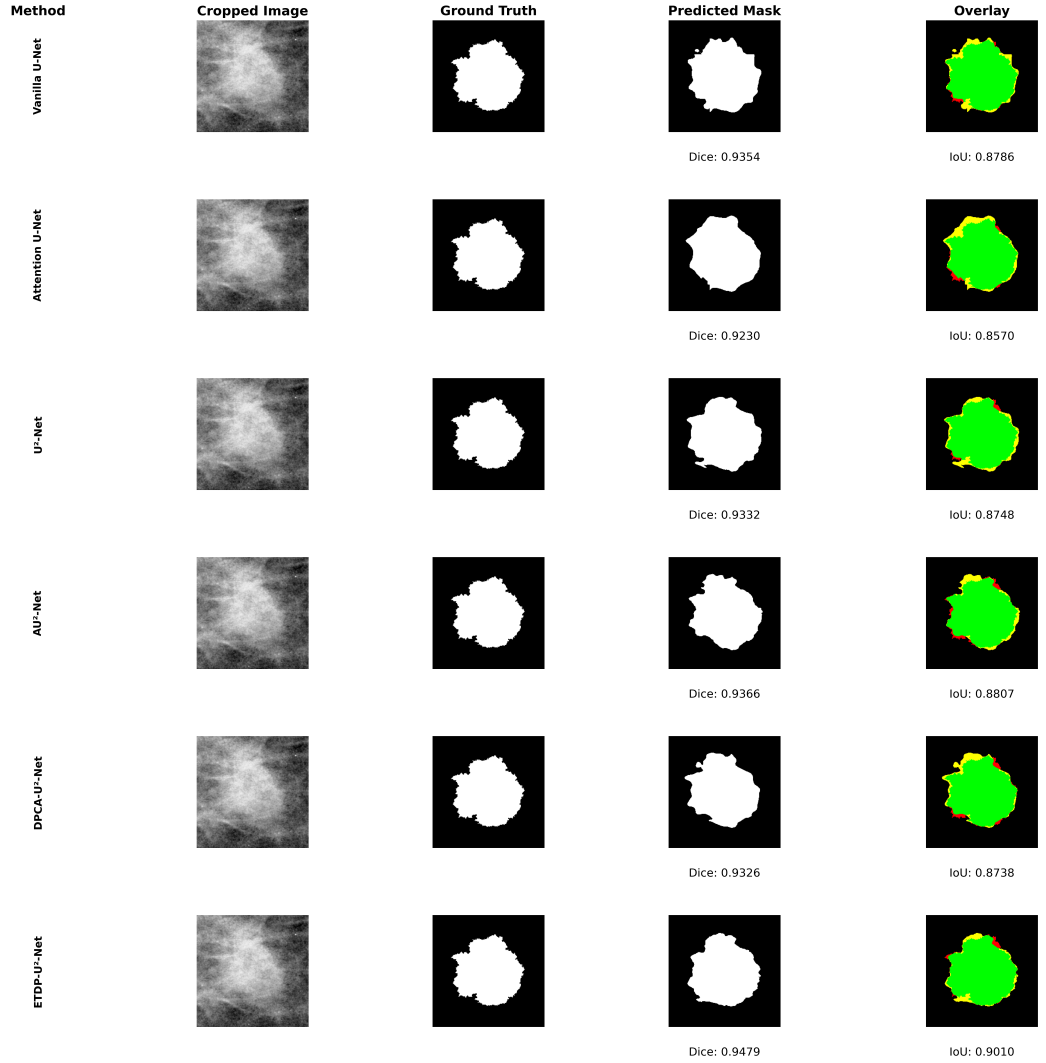 Method Cropped Image Ground Truth Predicted Mask Overlay
Vanilla U-Net
Dice: 0.9354 IoU: 0.8786
Attention U-Net
Dice: 0.9230 IoU: 0.8570
U²-Net
Dice: 0.9332 IoU: 0.8748
AU²-Net
Dice: 0.9366 IoU: 0.8807
DPCA-U²-Net
Dice: 0.9326 IoU: 0.8738
ETDP-U²-Net
Dice: 0.9479 IoU: 0.9010